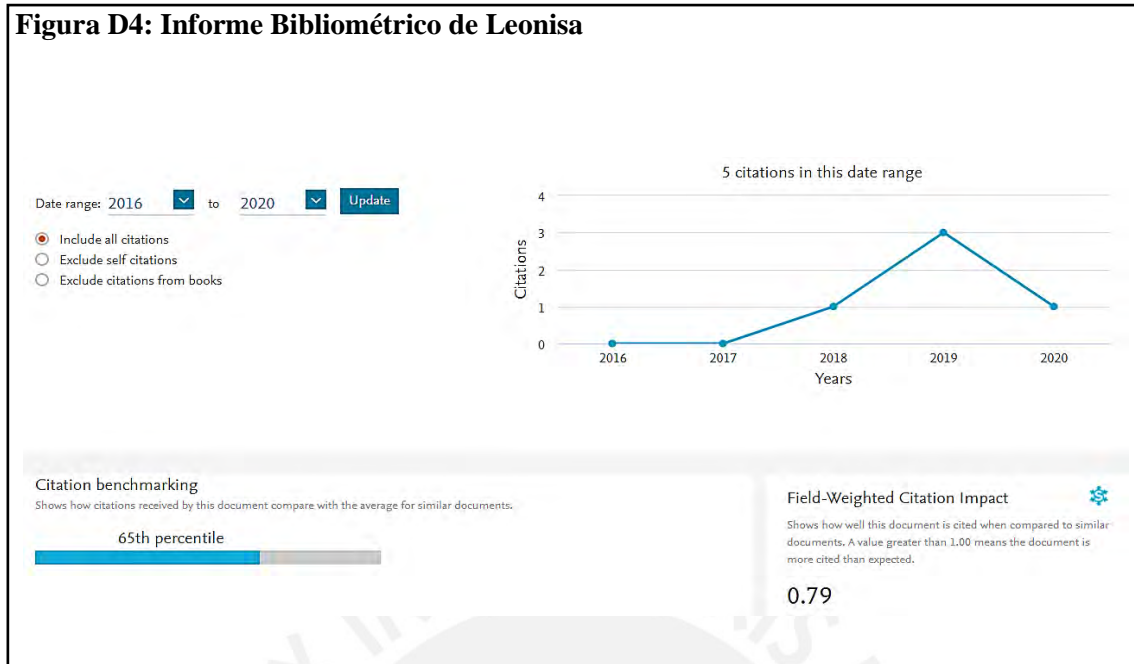 Figura D4: Informe Bibliométrico de Leonisa
Date range: 2016 to 2020 Update
Include all citations
Exclude self citations
Exclude citations from books
5 citations in this date range
4
3
2
1
0
Citations
2016 2017 2018 2019 2020
Years
Citation benchmarking
Shows how citations received by this document compare with the average for similar documents.
65th percentile
Field-Weighted Citation Impact
Shows how well this document is cited when compared to similar
documents. A value greater than 1.00 means the document is
more cited than expected.
0.79